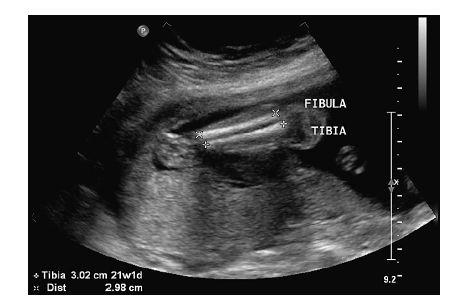 P
FIBULA
TIBIA
9.2
Tibia 3.02 cm 21w1d
Dist 2.98 cm